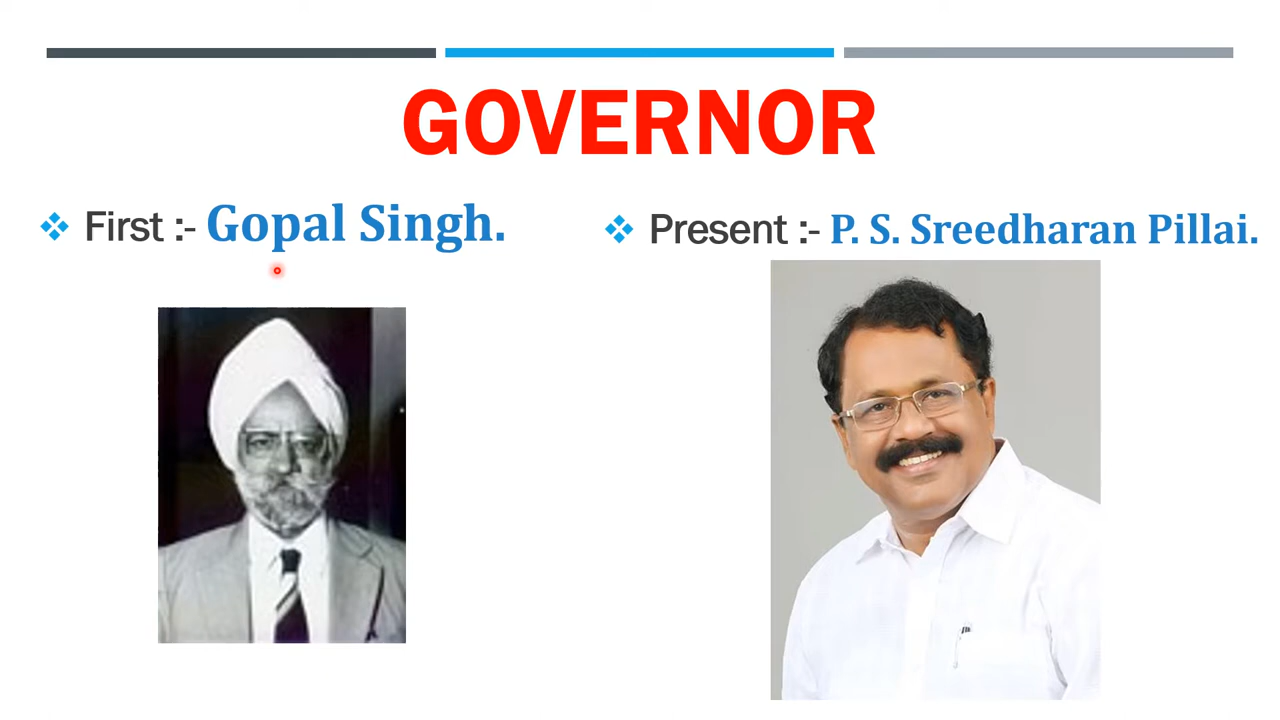 GOVERNOR
❖ First :- Gopal Singh.
❖ Present :- P. S. Sreedharan Pillai.